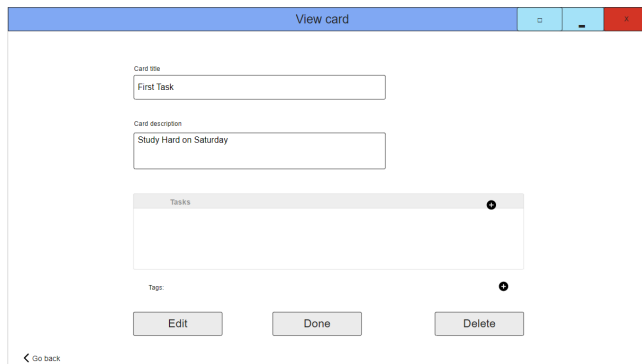 View card
X
Card title
First Task
Card description
Study Hard on Saturday
Tasks
Tags:
Edit
Done
Delete
Go back